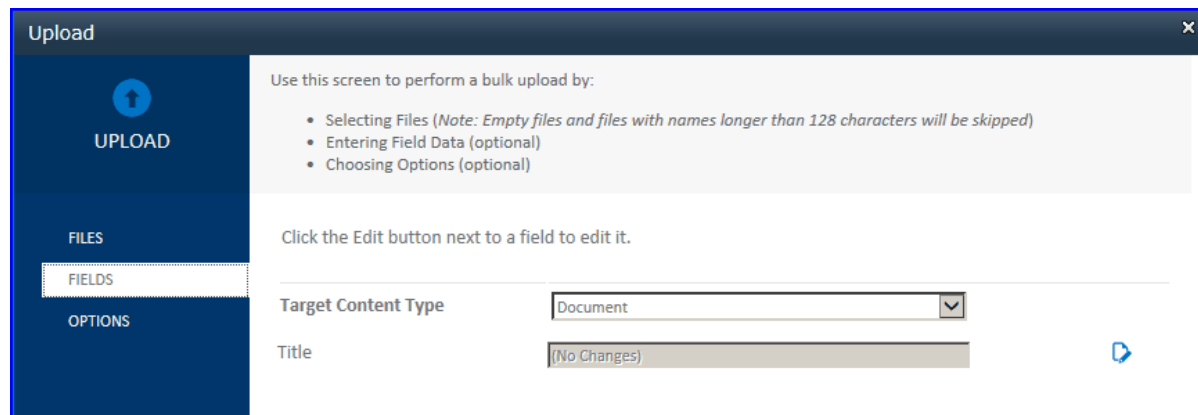 Upload
UPLOAD
Use this screen to perform a bulk upload by:
• Selecting Files (Note: Empty files and files with names longer than 128 characters will be skipped)
• Entering Field Data (optional)
• Choosing Options (optional)
FILES
FIELDS
OPTIONS
Click the Edit button next to a field to edit it.
Target Content Type Document
Title (No Changes)